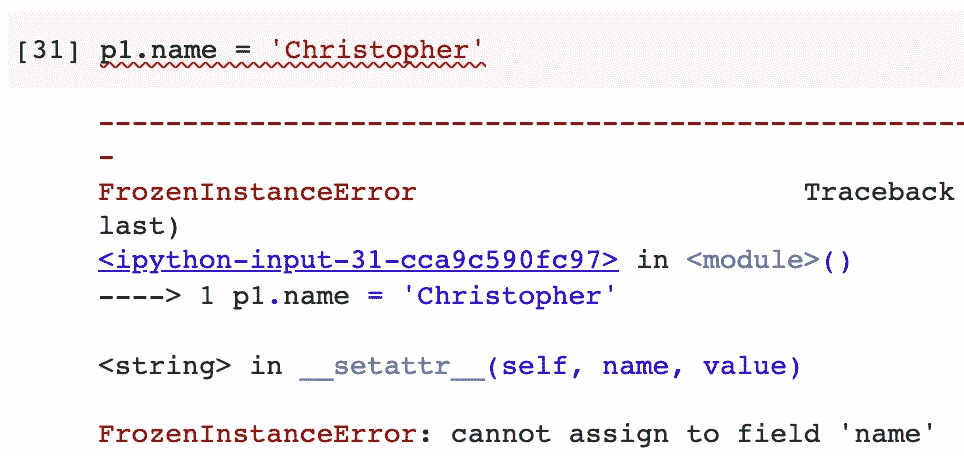 [31] p1.name = 'Christopher'
---------------------------------------------------
-
FrozenInstanceError Traceback
last)
<ipython-input-31-cca9c590fc97> in <module>()
----> 1 p1.name = 'Christopher'
<string> in __setattr__(self, name, value)
FrozenInstanceError: cannot assign to field 'name'